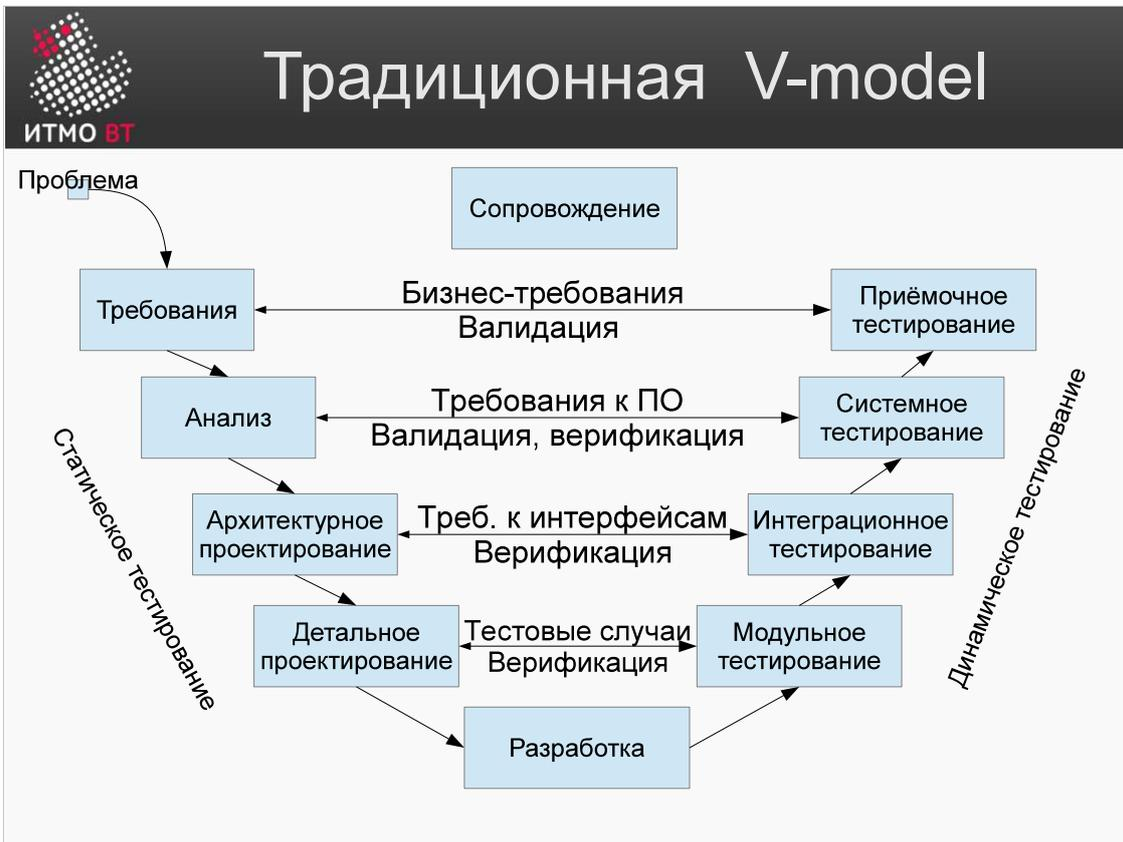 Традиционная V-model
ИТМО ВТ
Проблема
Сопровождение
Требования
Бизнес-требования
Валидация
Приёмочное
тестирование
Анализ
Требования к ПО
Валидация, верификация
Системное
тестирование
Статическое тестирование
Динамическое тестирование
Архитектурное
проектирование
Треб. к интерфейсам
Верификация
Интеграционное
тестирование
Детальное
проектирование
Тестовые случаи
Верификация
Модульное
тестирование
Разработка